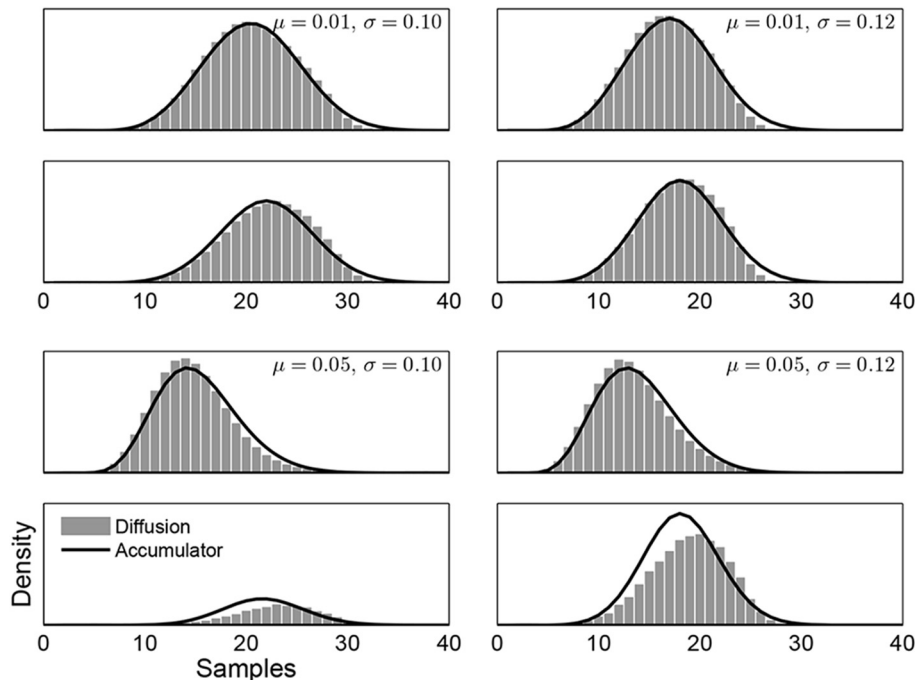 μ = 0.01, σ = 0.10
μ = 0.01, σ = 0.12
0 10 20 30 40
0 10 20 30 40
μ = 0.05, σ = 0.10
μ = 0.05, σ = 0.12
Density
Diffusion
Accumulator
0 10 20 30 40
0 10 20 30 40
Samples